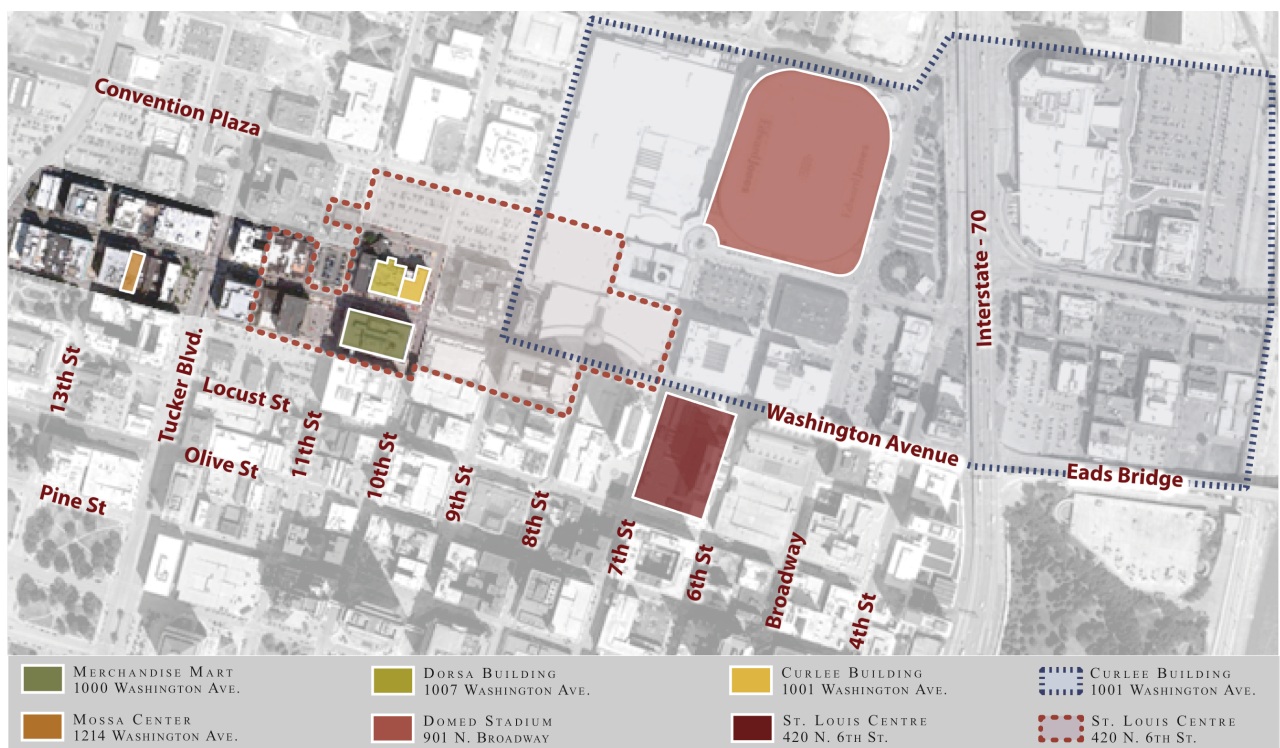 Convention Plaza
Interstate - 70
13th St
Tucker Blvd.
Locust St
11th St
Washington Avenue
Olive St
10th St
Eads Bridge
Pine St
9th St
8th St
7th St
6th St
Broadway
4th St
MERCHANDISE MART
1000 WASHINGTON AVE.
DORSA BUILDING
1007 WASHINGTON AVE.
CURLEE BUILDING
1001 WASHINGTON AVE.
CURLEE BUILDING
1001 WASHINGTON AVE.
MOSSA CENTER
1214 WASHINGTON AVE.
DOMED STADIUM
901 N. BROADWAY
ST. LOUIS CENTRE
420 N. 6TH ST.
ST. LOUIS CENTRE
420 N. 6TH ST.